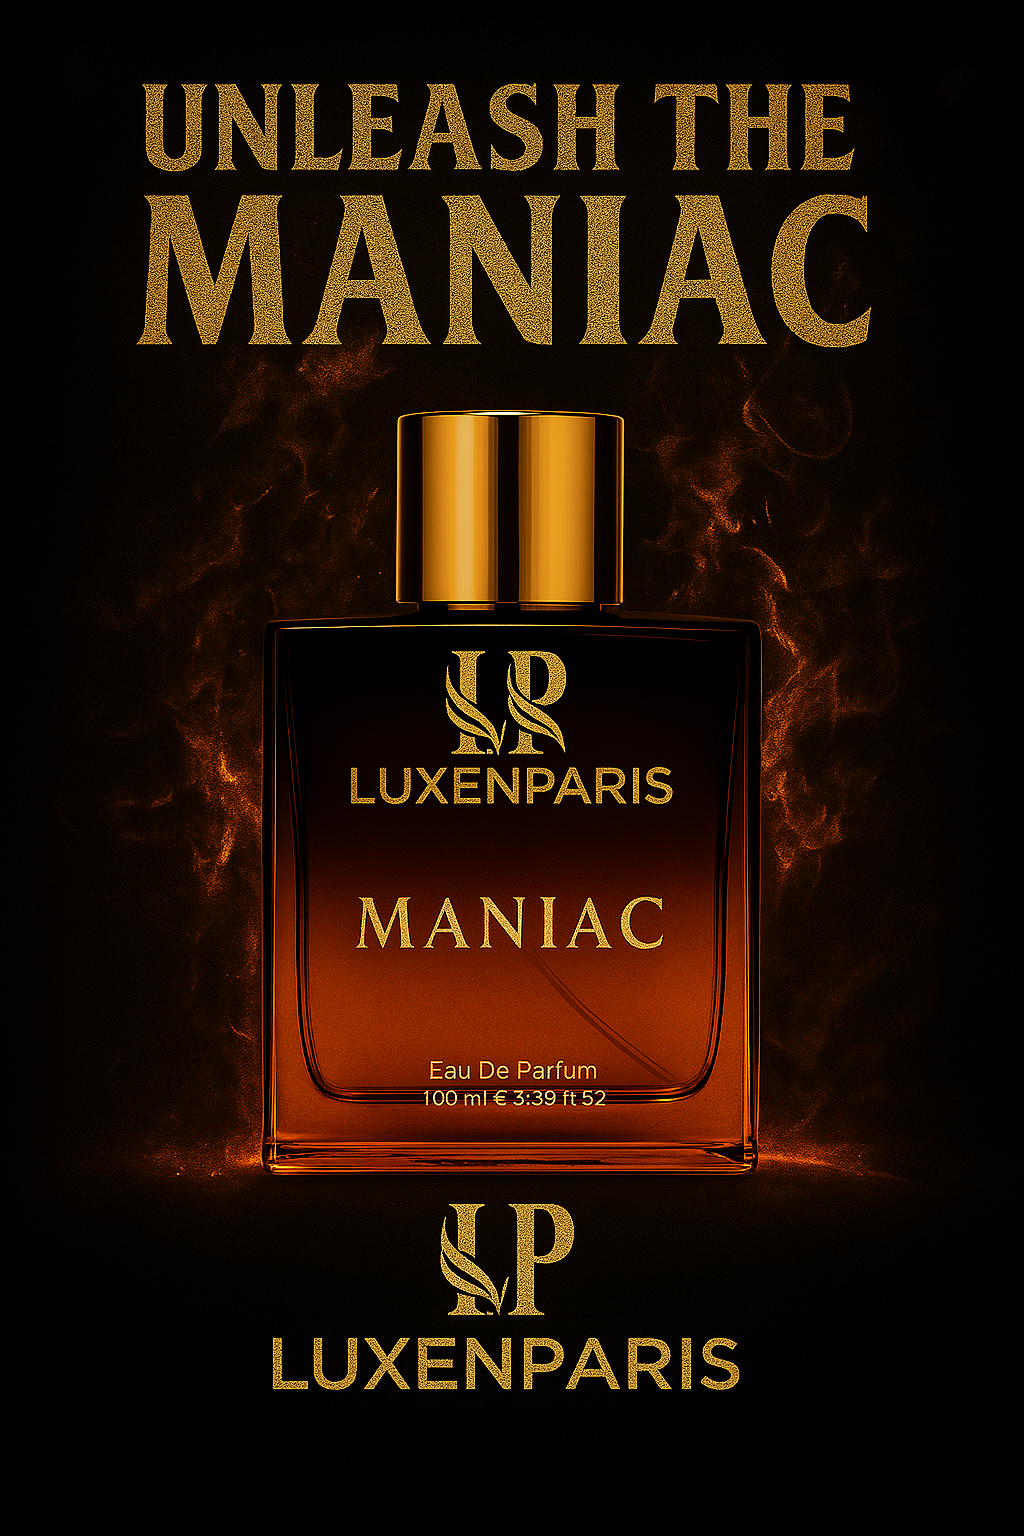 UNLEASH THE
MANIAC
LP
LUXENPARIS
MANIAC
Eau De Parfum
100 ml € 3:39 ft 52
LP
LUXENPARIS